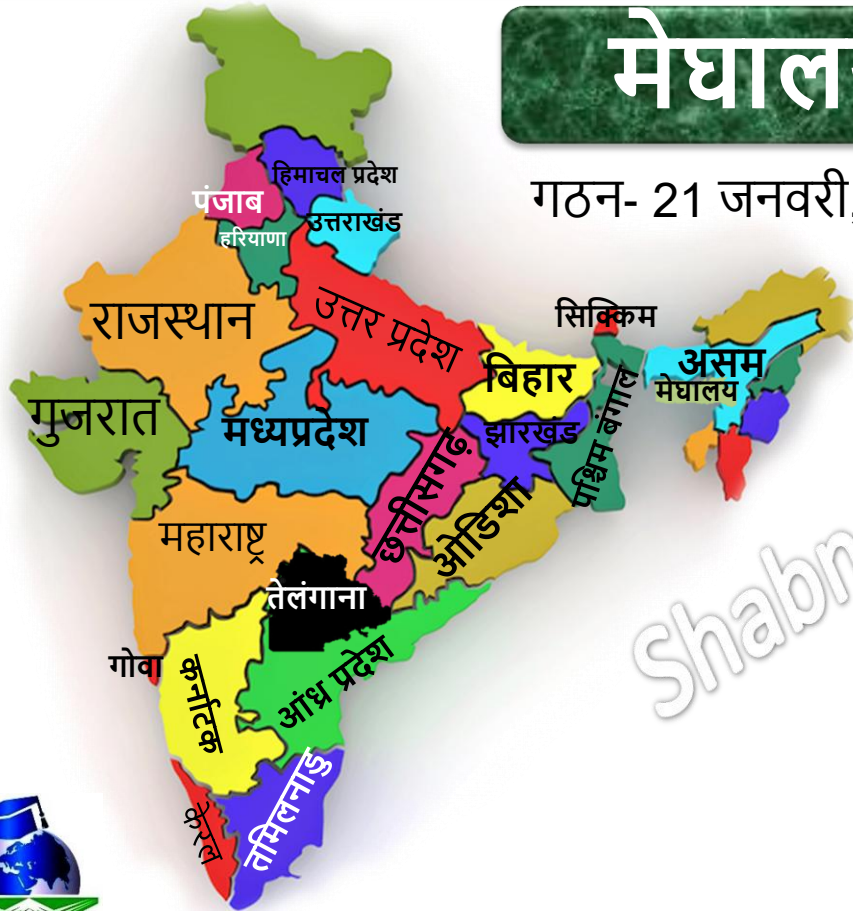 मेघालय
गठन- 21 जनवरी,
हिमाचल प्रदेश
पंजाब
उत्तराखंड
हरियाणा
राजस्थान
उत्तर प्रदेश
सिक्किम
असम
बिहार
मेघालय
गुजरात
मध्यप्रदेश
झारखंड
पश्चिम बंगाल
छत्तीसगढ़
ओडिशा
महाराष्ट्र
तेलंगाना
गोवा
कर्नाटक
आंध्र प्रदेश
तमिलनाडु
केरल